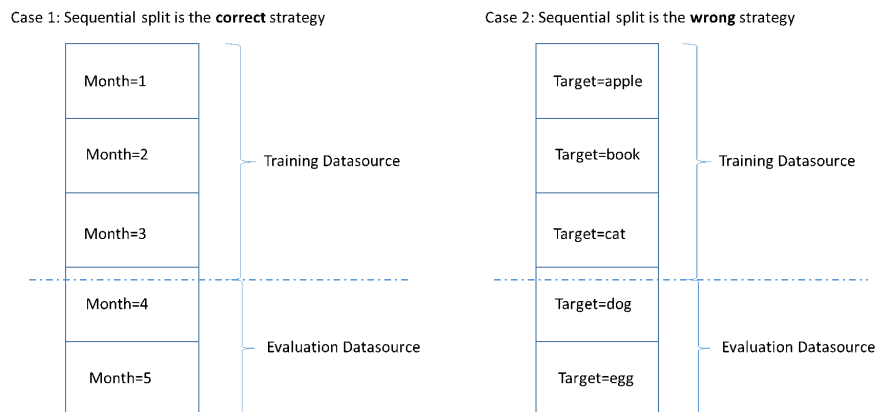 Case 1: Sequential split is the correct strategy
Month=1
Month=2
Training Datasource
Month=3
Month=4
Evaluation Datasource
Month=5
Case 2: Sequential split is the wrong strategy
Target=apple
Target=book
Training Datasource
Target=cat
Target=dog
Evaluation Datasource
Target=egg